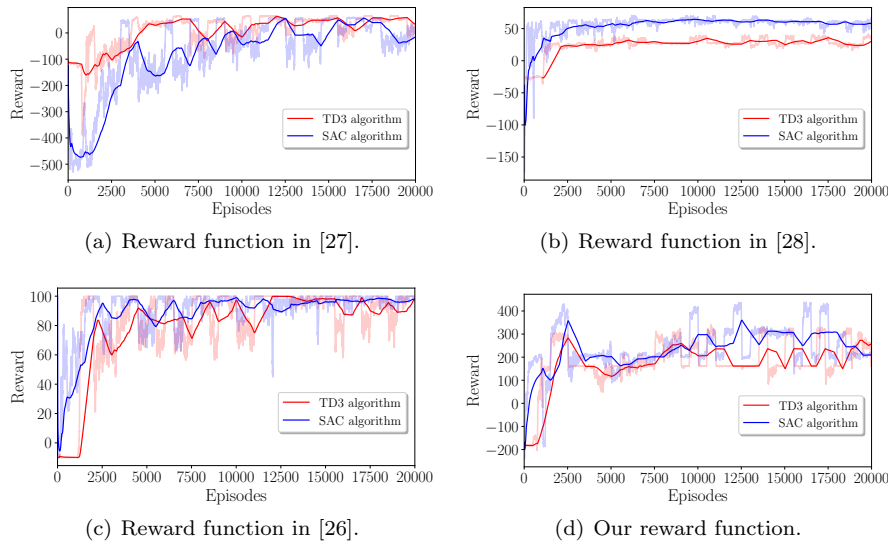 0
−100
−200
−300
−400
−500
Reward
TD3 algorithm
SAC algorithm
0 2500 5000 7500 10000 12500 15000 17500 20000
Episodes
(a) Reward function in [27].
50
0
−50
−100
−150
Reward
TD3 algorithm
SAC algorithm
0 2500 5000 7500 10000 12500 15000 17500 20000
Episodes
(b) Reward function in [28].
100
80
60
40
20
0
Reward
TD3 algorithm
SAC algorithm
0 2500 5000 7500 10000 12500 15000 17500 20000
Episodes
(c) Reward function in [26].
400
300
200
100
0
−100
−200
Reward
TD3 algorithm
SAC algorithm
0 2500 5000 7500 10000 12500 15000 17500 20000
Episodes
(d) Our reward function.